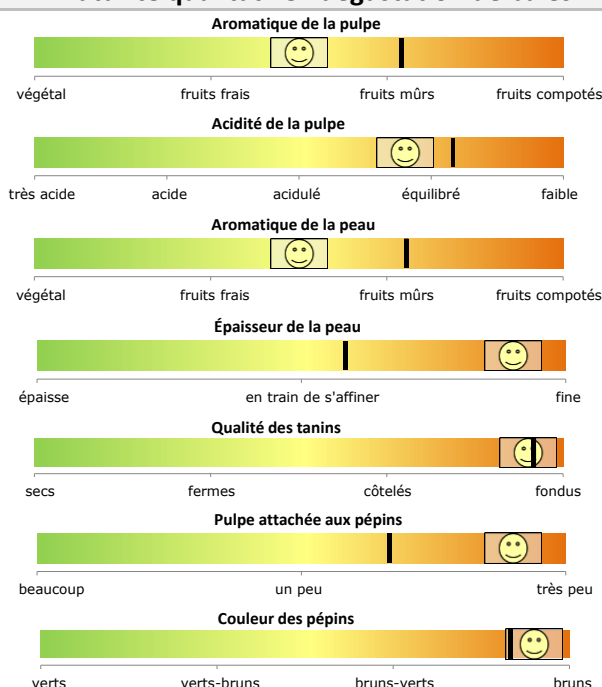 Aromatique de la pulpe
végétal fruits frais fruits mûrs fruits compotés
Acidité de la pulpe
très acide acide acidulé équilibré faible
Aromatique de la peau
végétal fruits frais fruits mûrs fruits compotés
Épaisseur de la peau
épaisse en train de s'affiner fine
Qualité des tanins
secs fermes côtelés fondus
Pulpe attachée aux pépins
beaucoup un peu très peu
Couleur des pépins
verts verts-bruns bruns-verts bruns